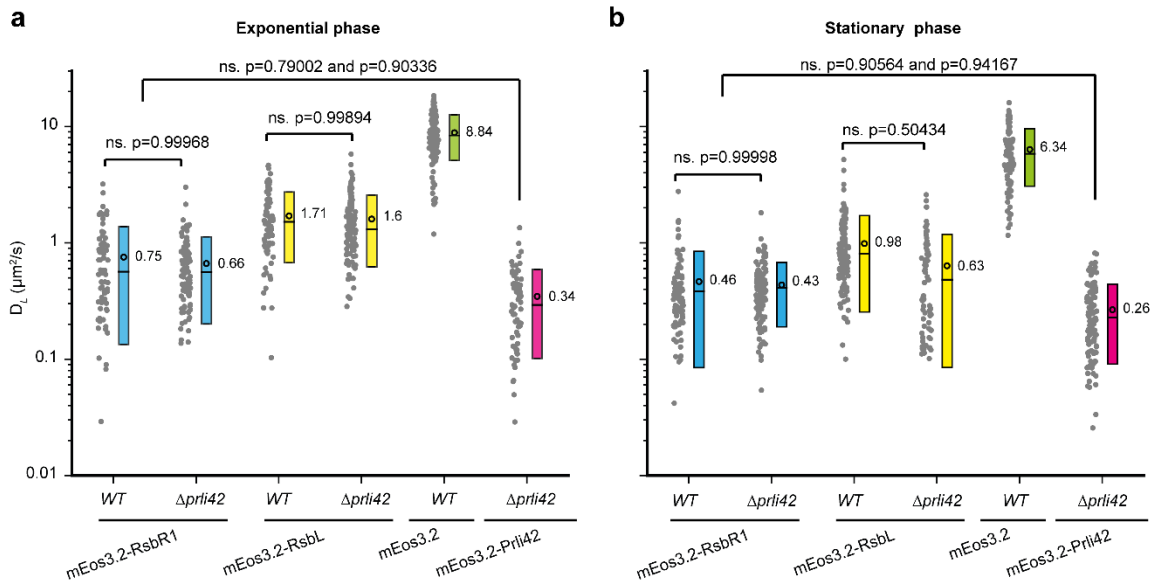 a
Exponential phase
ns. p=0.79002 and p=0.90336
ns. p=0.99894
ns. p=0.99968
10
1
0.1
0.01
D_L (µm²/s)
0.75
0.66
1.71
1.6
8.84
0.34
WT
Δprli42
WT
Δprli42
WT
Δprli42
mEos3.2-RsbR1
mEos3.2-RsbL
mEos3.2
mEos3.2-Prli42
b
Stationary phase
ns. p=0.90564 and p=0.94167
ns. p=0.50434
ns. p=0.99998
0.46
0.43
0.98
0.63
6.34
0.26
WT
Δprli42
WT
Δprli42
WT
Δprli42
mEos3.2-RsbR1
mEos3.2-RsbL
mEos3.2
mEos3.2-Prli42